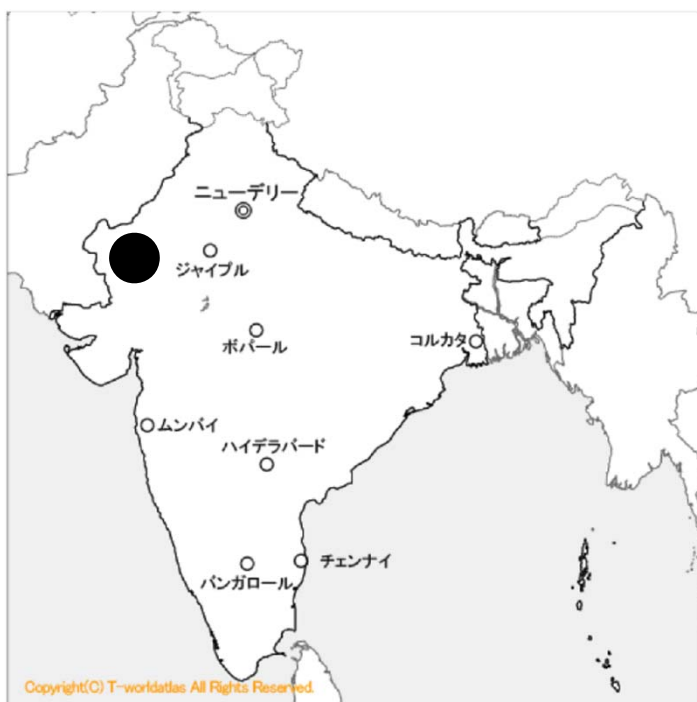 ニューデリー
ジャイプル
ボパール
コルカタ
ムンバイ
ハイデラバード
チェンナイ
バンガロール
Copyright(C) T-worldatlas All Rights Reserved.